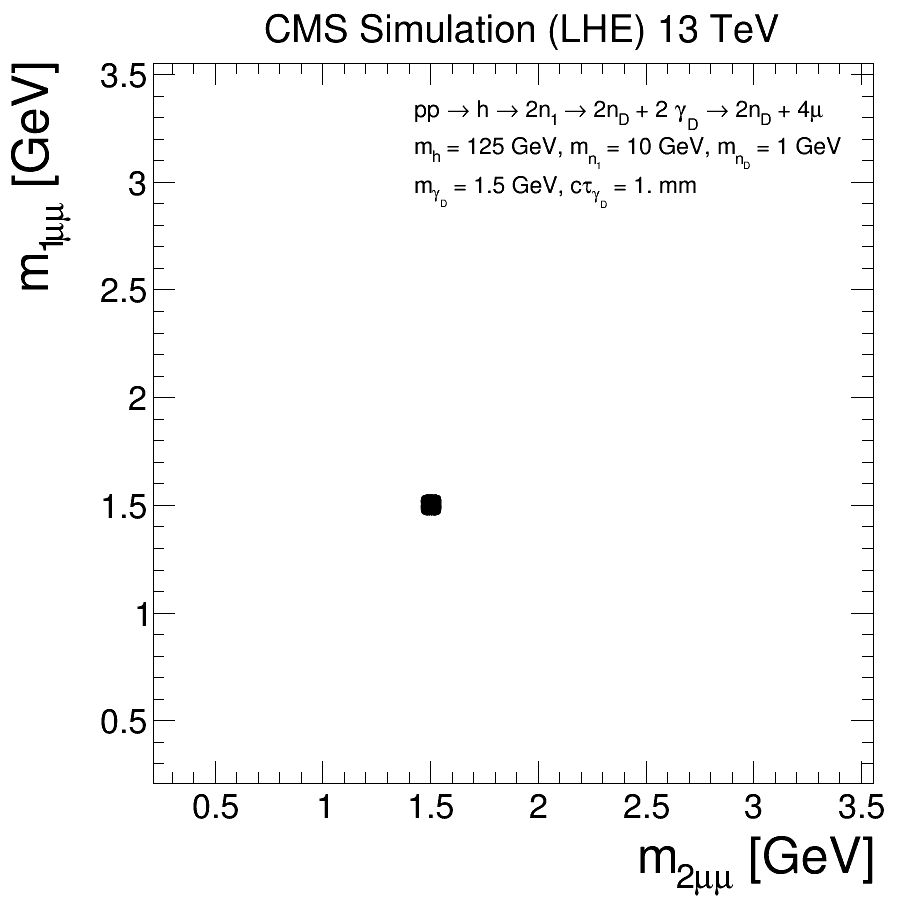 CMS Simulation (LHE) 13 TeV
m1μμ [GeV]
3.5
3
2.5
2
1.5
1
0.5
pp → h → 2n1 → 2nD + 2 γD → 2nD + 4μ
mh = 125 GeV, mn1 = 10 GeV, mnD = 1 GeV
mγD = 1.5 GeV, cτγD = 1. mm
0.5 1 1.5 2 2.5 3 3.5
m2μμ [GeV]